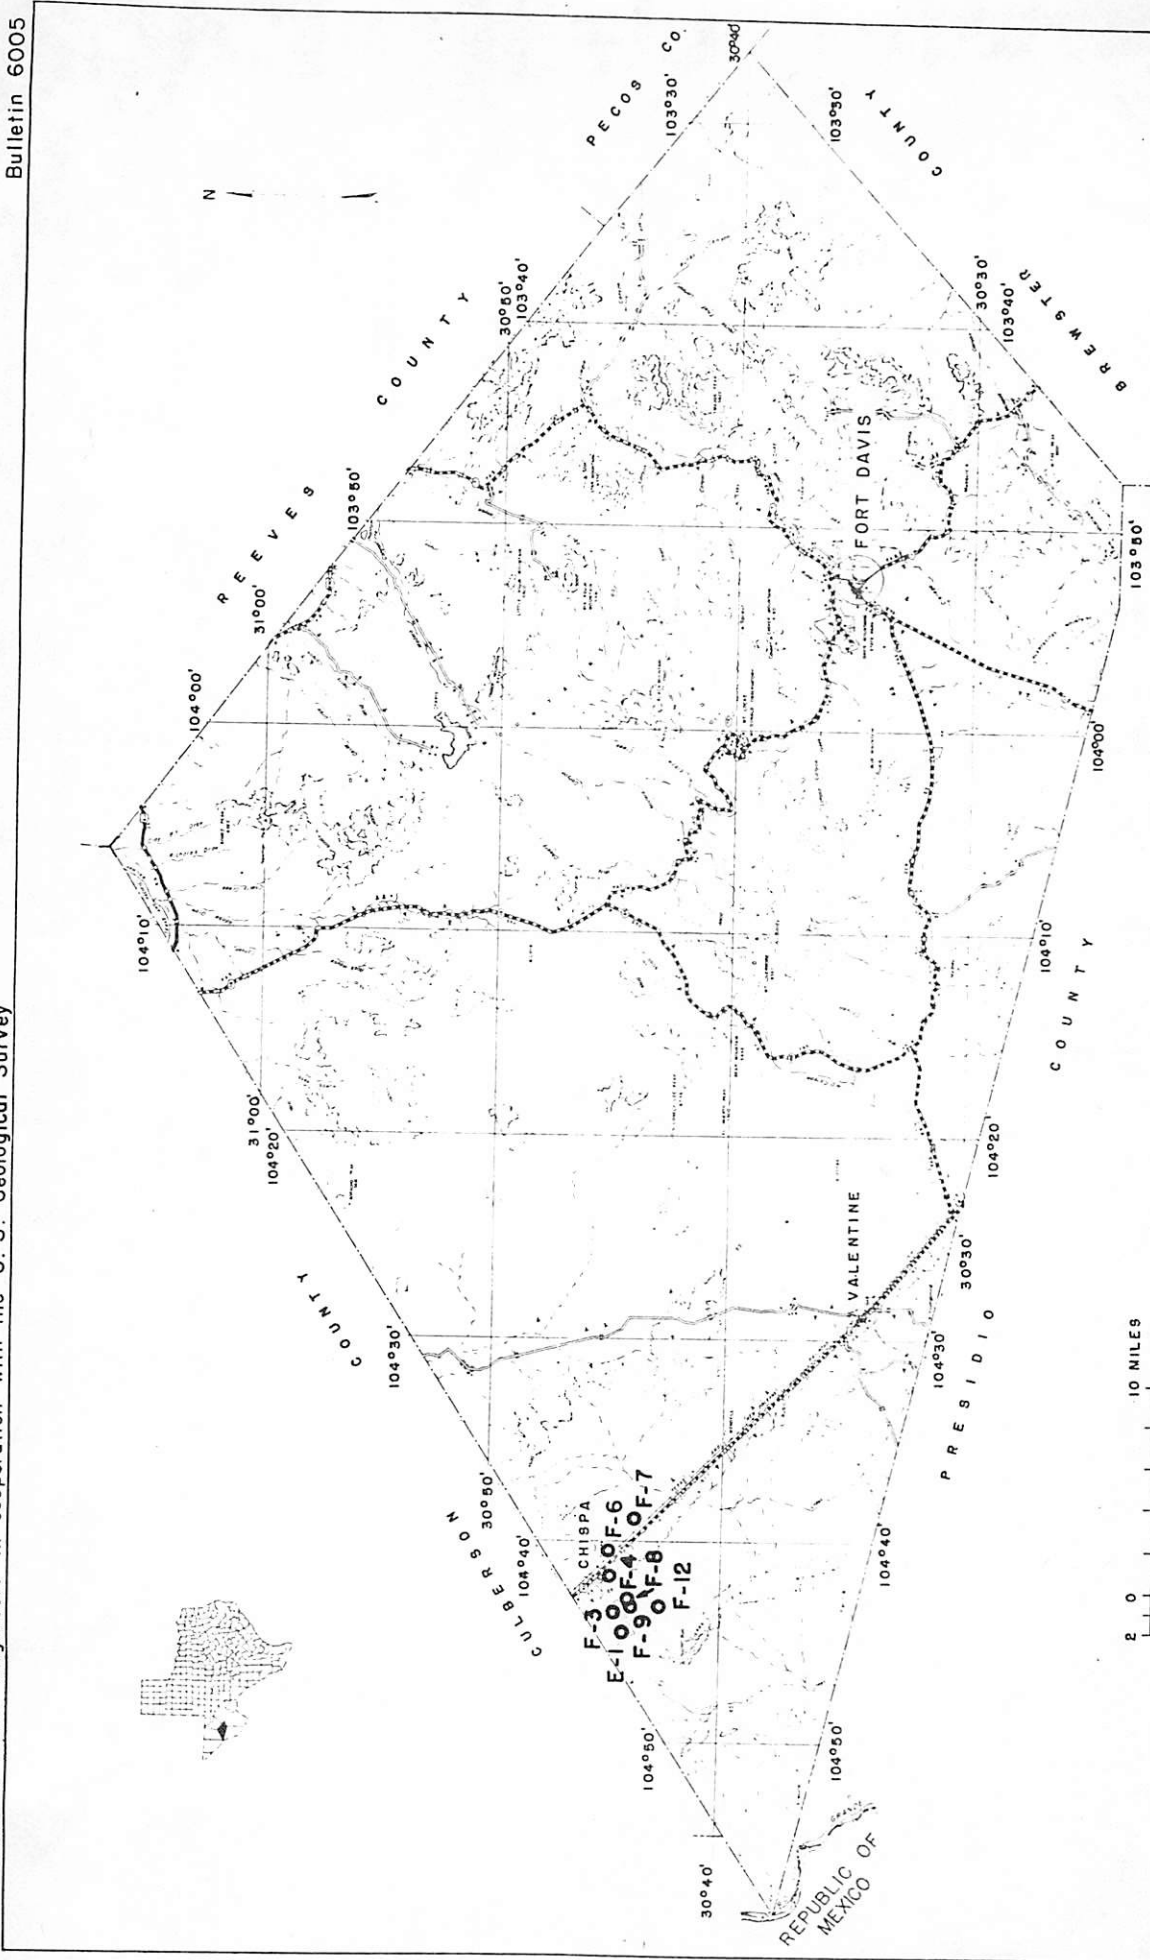 Bulletin 6005
in cooperation with the U. S. Geological Survey
N
PECOS CO.
REEVES COUNTY
CULBERSON COUNTY
PRESIDIO COUNTY
BREWSTER COUNTY
REPUBLIC OF
MEXICO
104°10'
104°00'
31°00'
103°50'
30°50'
103°40'
103°30'
30°40'
103°30'
30°30'
103°40'
103°50'
104°00'
104°10'
104°20'
30°30'
104°30'
104°40'
104°50'
30°40'
104°50'
104°40'
30°50'
104°30'
104°20'
31°00'
FORT DAVIS
VALENTINE
CHISPA
F-3
E-1
F-9
F-4
F-6
F-7
F-8
F-12
2 0 10 MILES